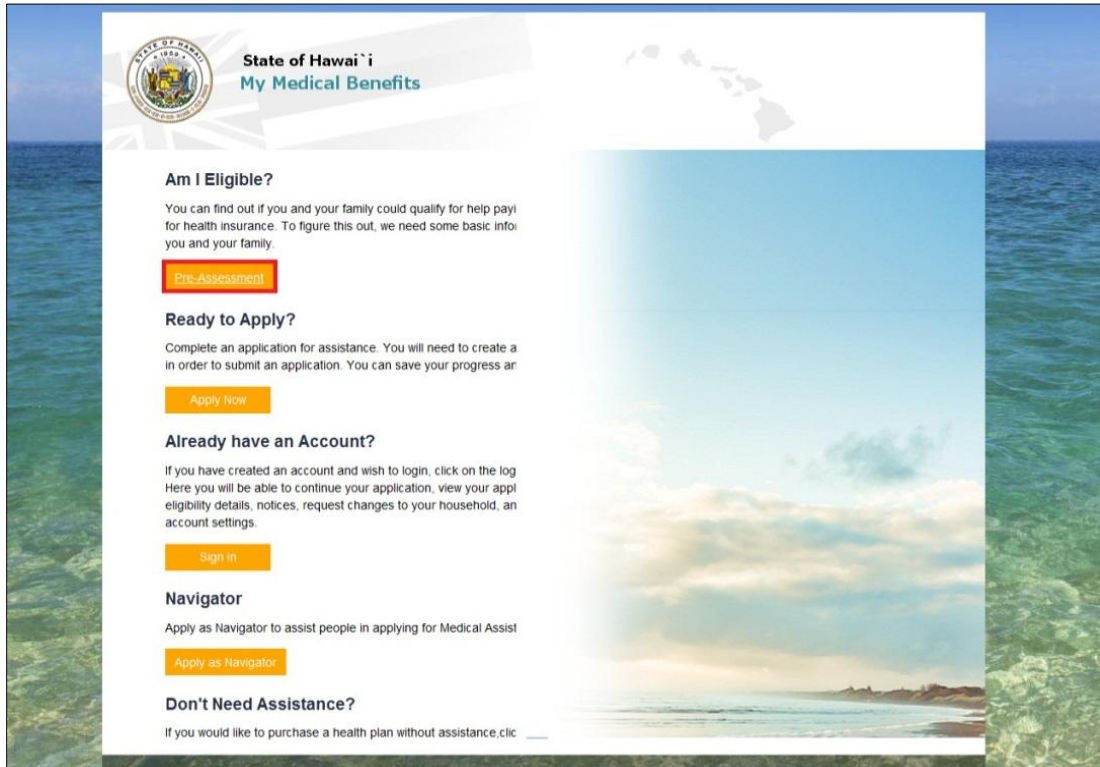 State of Hawai`i
My Medical Benefits
Am I Eligible?
You can find out if you and your family could qualify for help payi
for health insurance. To figure this out, we need some basic infor
you and your family.
Pre-Assessment
Ready to Apply?
Complete an application for assistance. You will need to create a
in order to submit an application. You can save your progress an
Apply Now
Already have an Account?
If you have created an account and wish to login, click on the log
Here you will be able to continue your application, view your appl
eligibility details, notices, request changes to your household, an
account settings.
Sign In
Navigator
Apply as Navigator to assist people in applying for Medical Assist
Apply as Navigator
Don't Need Assistance?
If you would like to purchase a health plan without assistance,clic